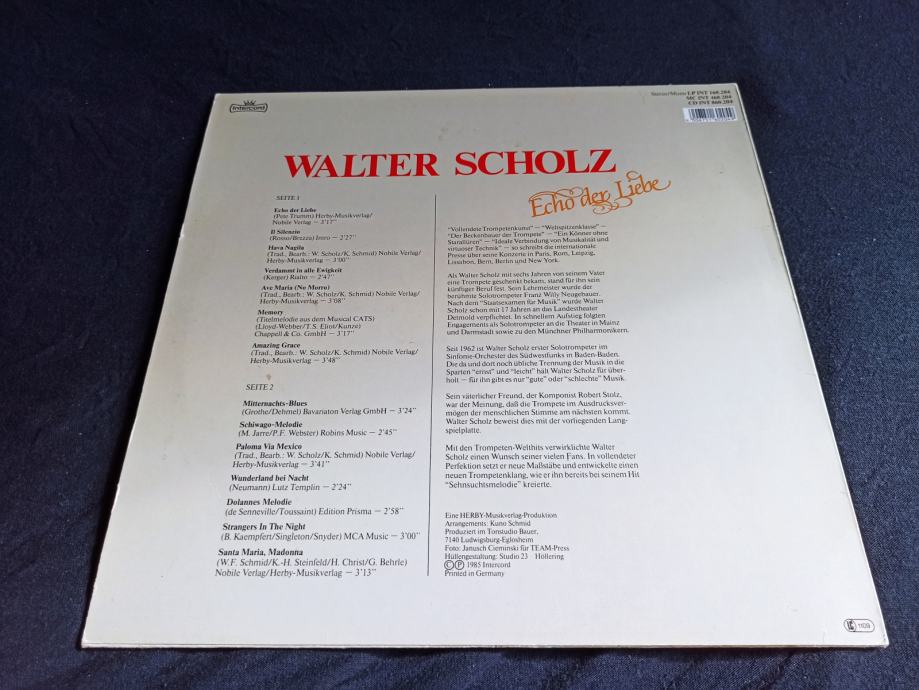 Intercord
Stereo/Mono LP INT 160.204
MC INT 460.204
CD INT 860.204
WALTER SCHOLZ
Echo der Liebe
SEITE 1
Echo der Liebe
(Pete Trumm) Herby-Musikverlag/
Nobile Verlag – 3'17"
Il Silenzio
(Rosso/Brezza) Intro – 2'27"
Hava Nagila
(Trad., Bearb.: W. Scholz/K. Schmid) Nobile Verlag/
Herby-Musikverlag – 3'00"
Verdammt in alle Ewigkeit
(Karger) Rialto – 2'47"
Ave Maria (No Morro)
(Trad., Bearb.: W. Scholz/K. Schmid) Nobile Verlag/
Herby-Musikverlag – 3'08"
Memory
(Titelmelodie aus dem Musical CATS)
(Lloyd-Webber/T.S. Eliot/Kunze)
Chappell & Co. GmbH – 3'17"
Amazing Grace
(Trad., Bearb.: W. Scholz/K. Schmid) Nobile Verlag/
Herby-Musikverlag – 3'48"
SEITE 2
Mitternachts-Blues
(Grothe/Dehmel) Bavariaton Verlag GmbH – 3'24"
Schiwago-Melodie
(M. Jarre/P.F. Webster) Robins Music – 2'45"
Paloma Via Mexico
(Trad., Bearb.: W. Scholz/K. Schmid) Nobile Verlag/
Herby-Musikverlag – 3'41"
Wunderland bei Nacht
(Neumann) Lutz Templin – 2'24"
Dolannes Melodie
(de Senneville/Toussaint) Edition Prisma – 2'58"
Strangers In The Night
(B. Kaempfert/Singleton/Snyder) MCA Music – 3'00"
Santa Maria, Madonna
(W.F. Schmid/K.-H. Steinfeld/H. Christ/G. Behrle)
Nobile Verlag/Herby-Musikverlag – 3'13"
"Vollendete Trompetenkunst" – "Weltspitzenklasse" –
"Der Beckenbauer der Trompete" – "Ein Könner ohne
Starallüren" – "Ideale Verbindung von Musikalität und
virtuoser Technik" – so schreibt die internationale
Presse über seine Konzerte in Paris, Rom, Leipzig,
Lissabon, Bern, Berlin und New York.
Als Walter Scholz mit sechs Jahren von seinem Vater
eine Trompete geschenkt bekam, stand für ihn sein
künftiger Beruf fest. Sein Lehrmeister wurde der
berühmte Solotrompeter Franz Willy Neugebauer.
Nach dem "Staatsexamen für Musik" wurde Walter
Scholz schon mit 17 Jahren an das Landestheater
Detmold verpflichtet. In schnellem Aufstieg folgten
Engagements als Solotrompeter an die Theater in Mainz
und Darmstadt sowie zu den Münchner Philharmonikern.
Seit 1962 ist Walter Scholz erster Solotrompeter im
Sinfonie-Orchester des Südwestfunks in Baden-Baden.
Die da und dort noch übliche Trennung der Musik in die
Sparten "ernst" und "leicht" hält Walter Scholz für über-
holt – für ihn gibt es nur "gute" oder "schlechte" Musik.
Sein väterlicher Freund, der Komponist Robert Stolz,
war der Meinung, daß die Trompete im Ausdrucksver-
mögen der menschlichen Stimme am nächsten kommt.
Walter Scholz beweist dies mit der vorliegenden Lang-
spielplatte.
Mit den Trompeten-Welthits verwirklichte Walter
Scholz einen Wunsch seiner vielen Fans. In vollendeter
Perfektion setzt er neue Maßstäbe und entwickelte einen
neuen Trompetenklang, wie er ihn bereits bei seinem Hit
"Sehnsuchtsmelodie" kreierte.
Eine HERBY-Musikverlag-Produktion
Arrangements: Kuno Schmid
Produziert im Tonstudio Bauer,
7140 Ludwigsburg-Eglosheim
Foto: Janusch Cieminski für TEAM-Press
Hüllengestaltung: Studio 23 Höllering
©℗ 1985 Intercord
Printed in Germany
LC 1109